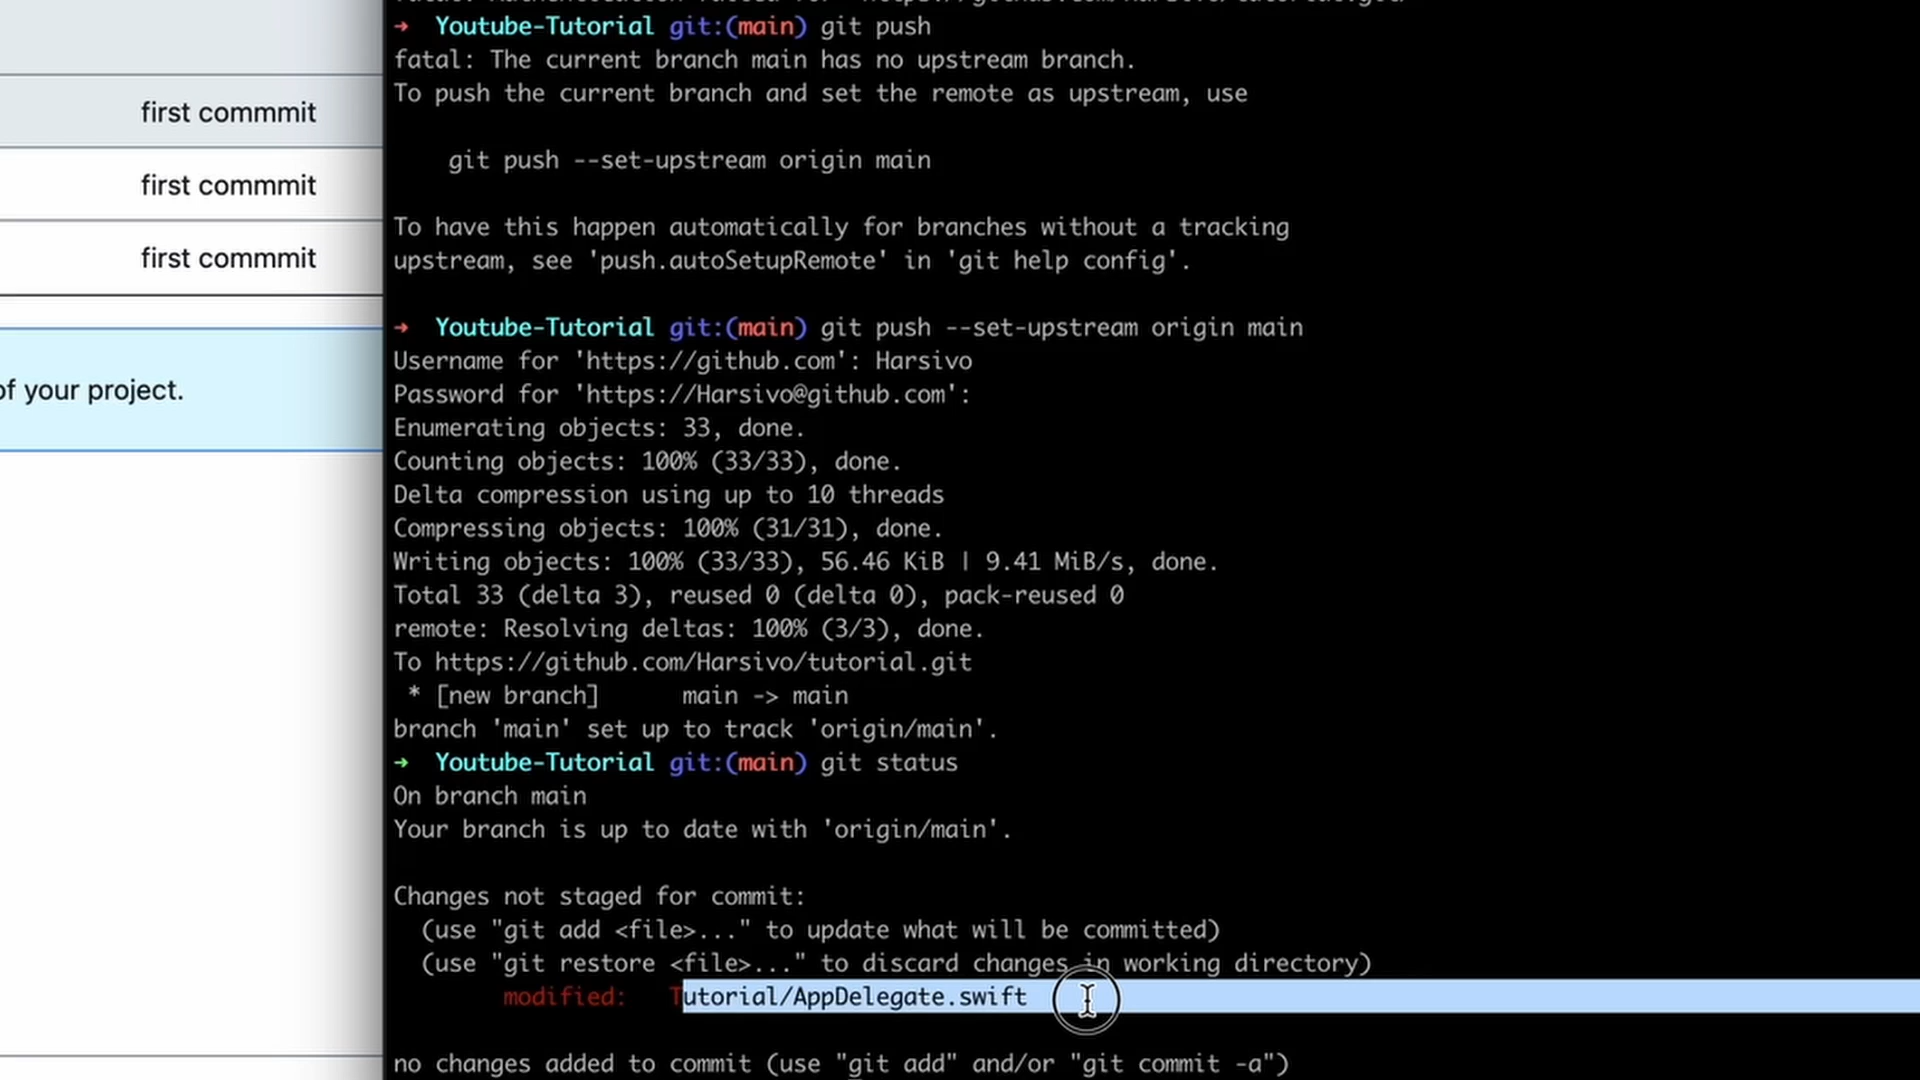 ➜  Youtube-Tutorial git:(main) git push
fatal: The current branch main has no upstream branch.
To push the current branch and set the remote as upstream, use
git push --set-upstream origin main
To have this happen automatically for branches without a tracking
upstream, see 'push.autoSetupRemote' in 'git help config'.
➜  Youtube-Tutorial git:(main) git push --set-upstream origin main
Username for 'https://github.com': Harsivo
Password for 'https://Harsivo@github.com':
Enumerating objects: 33, done.
Counting objects: 100% (33/33), done.
Delta compression using up to 10 threads
Compressing objects: 100% (31/31), done.
Writing objects: 100% (33/33), 56.46 KiB | 9.41 MiB/s, done.
Total 33 (delta 3), reused 0 (delta 0), pack-reused 0
remote: Resolving deltas: 100% (3/3), done.
To https://github.com/Harsivo/tutorial.git
* [new branch]      main -> main
branch 'main' set up to track 'origin/main'.
➜  Youtube-Tutorial git:(main) git status
On branch main
Your branch is up to date with 'origin/main'.
Changes not staged for commit:
(use "git add <file>..." to update what will be committed)
(use "git restore <file>..." to discard changes in working directory)
modified:   Tutorial/AppDelegate.swift
no changes added to commit (use "git add" and/or "git commit -a")
first commmit
first commmit
first commmit
of your project.